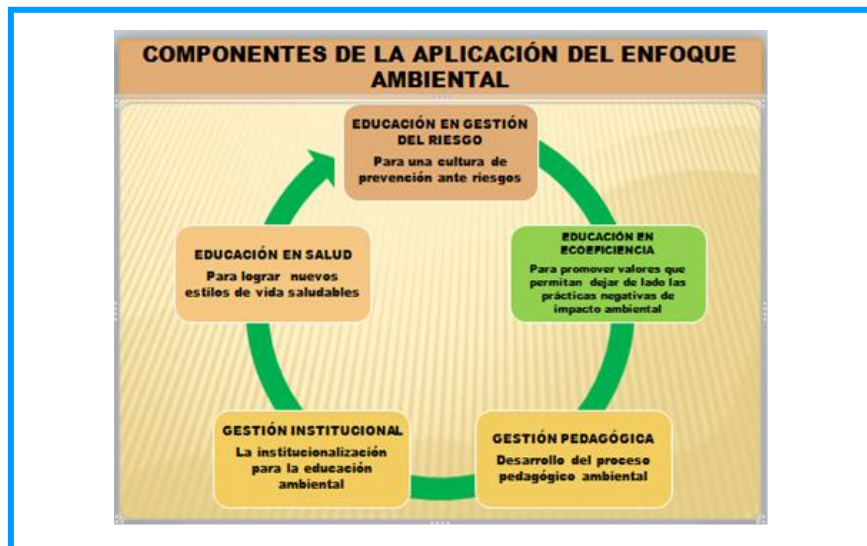 COMPONENTES DE LA APLICACIÓN DEL ENFOQUE
AMBIENTAL
EDUCACIÓN EN GESTIÓN
DEL RIESGO
Para una cultura de
prevención ante riesgos
EDUCACIÓN EN
ECOEFICIENCIA
Para promover valores que
permitan dejar de lado las
prácticas negativas de
impacto ambiental
GESTIÓN PEDAGÓGICA
Desarrollo del proceso
pedagógico ambiental
GESTIÓN INSTITUCIONAL
La institucionalización
para la educación
ambiental
EDUCACIÓN EN SALUD
Para lograr nuevos
estilos de vida saludables